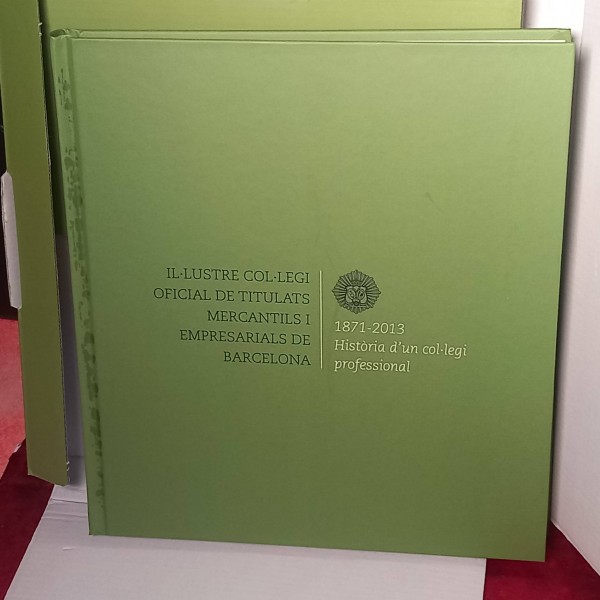 IL·LUSTRE COL·LEGI
OFICIAL DE TITULATS
MERCANTILS I
EMPRESARIALS DE
BARCELONA
1871-2013
Història d'un col·legi
professional